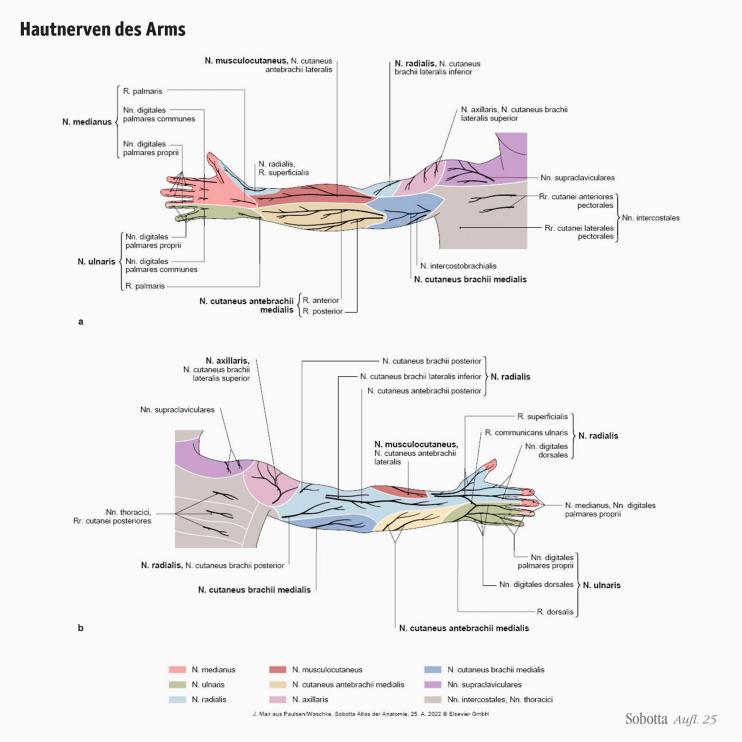 Hautnerven des Arms
N. musculocutaneus, N. cutaneus
antebrachii lateralis
N. radialis, N. cutaneus
brachii lateralis inferior
R. palmaris
N. medianus
Nn. digitales
palmares communes
Nn. digitales
palmares proprii
N. axillaris, N. cutaneus brachii
lateralis superior
N. radialis,
R. superficialis
Nn. supraclaviculares
Rr. cutanei anteriores
pectorales
Nn. intercostales
Rr. cutanei laterales
pectorales
Nn. digitales
palmares proprii
N. ulnaris
Nn. digitales
palmares communes
R. palmaris
N. intercostobrachialis
N. cutaneus brachii medialis
N. cutaneus antebrachii
medialis
R. anterior
R. posterior
a
N. axillaris,
N. cutaneus brachii
lateralis superior
N. cutaneus brachii posterior
N. cutaneus brachii lateralis inferior
N. radialis
N. cutaneus antebrachii posterior
Nn. supraclaviculares
R. superficialis
R. communicans ulnaris
N. radialis
Nn. digitales
dorsales
N. musculocutaneus,
N. cutaneus antebrachii
lateralis
Nn. thoracici,
Rr. cutanei posteriores
N. medianus, Nn. digitales
palmares proprii
N. radialis, N. cutaneus brachii posterior
N. cutaneus brachii medialis
Nn. digitales
palmares proprii
Nn. digitales dorsales
N. ulnaris
R. dorsalis
b
N. cutaneus antebrachii medialis
N. medianus
N. musculocutaneus
N. cutaneus brachii medialis
N. ulnaris
N. cutaneus antebrachii medialis
Nn. supraclaviculares
N. radialis
N. axillaris
Nn. intercostales, Nn. thoracici
J. Mair aus Paulsen/Waschke, Sobotta Atlas der Anatomie, 25. A. 2022 © Elsevier GmbH
Sobotta Aufl. 25